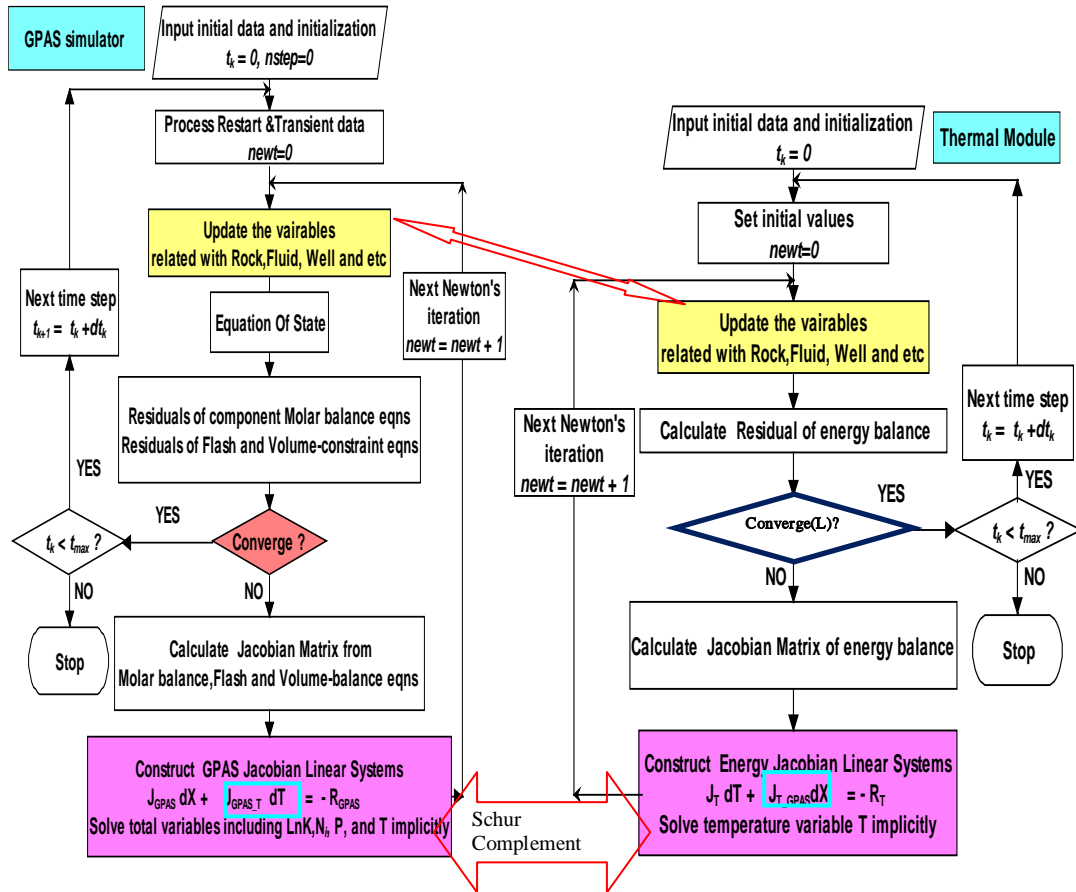 GPAS simulator
Input initial data and initialization
tk = 0, nstep=0
Process Restart &Transient data
newt=0
Update the vairables
related with Rock,Fluid, Well and etc
Next Newton's
iteration
newt = newt + 1
Next time step
tk+1 = tk +dtk
Equation Of State
Residuals of component Molar balance eqns
Residuals of Flash and Volume-constraint eqns
YES
YES
tk < tmax ?
Converge ?
NO
NO
Stop
Calculate Jacobian Matrix from
Molar balance,Flash and Volume-balance eqns
Construct GPAS Jacobian Linear Systems
JGPAS dX + JGPAS_T dT = - RGPAS
Solve total variables including LnK,Ni, P, and T implicitly
Schur
Complement
Input initial data and initialization
tk = 0
Thermal Module
Set initial values
newt=0
Update the vairables
related with Rock,Fluid, Well and etc
Next Newton's
iteration
newt = newt + 1
Calculate Residual of energy balance
Next time step
tk = tk +dtk
YES
YES
Converge(L)?
tk < tmax ?
NO
NO
Calculate Jacobian Matrix of energy balance
Stop
Construct Energy Jacobian Linear Systems
JT dT + JT_GPASdX = - RT
Solve temperature variable T implicitly